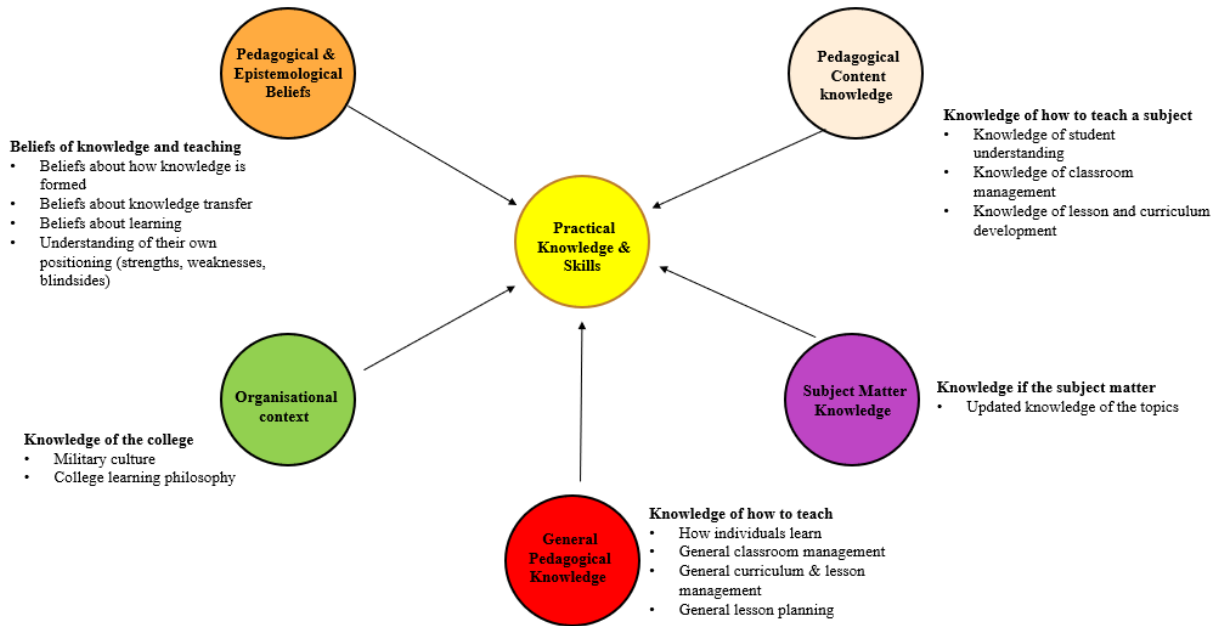 Pedagogical &
Epistemological
Beliefs
Pedagogical
Content
knowledge
Beliefs of knowledge and teaching
• Beliefs about how knowledge is
formed
• Beliefs about knowledge transfer
• Beliefs about learning
• Understanding of their own
positioning (strengths, weaknesses,
blindsides)
Knowledge of how to teach a subject
• Knowledge of student
understanding
• Knowledge of classroom
management
• Knowledge of lesson and curriculum
development
Practical
Knowledge &
Skills
Organisational
context
Knowledge of the college
• Military culture
• College learning philosophy
Subject Matter
Knowledge
Knowledge if the subject matter
• Updated knowledge of the topics
General
Pedagogical
Knowledge
Knowledge of how to teach
• How individuals learn
• General classroom management
• General curriculum & lesson
management
• General lesson planning